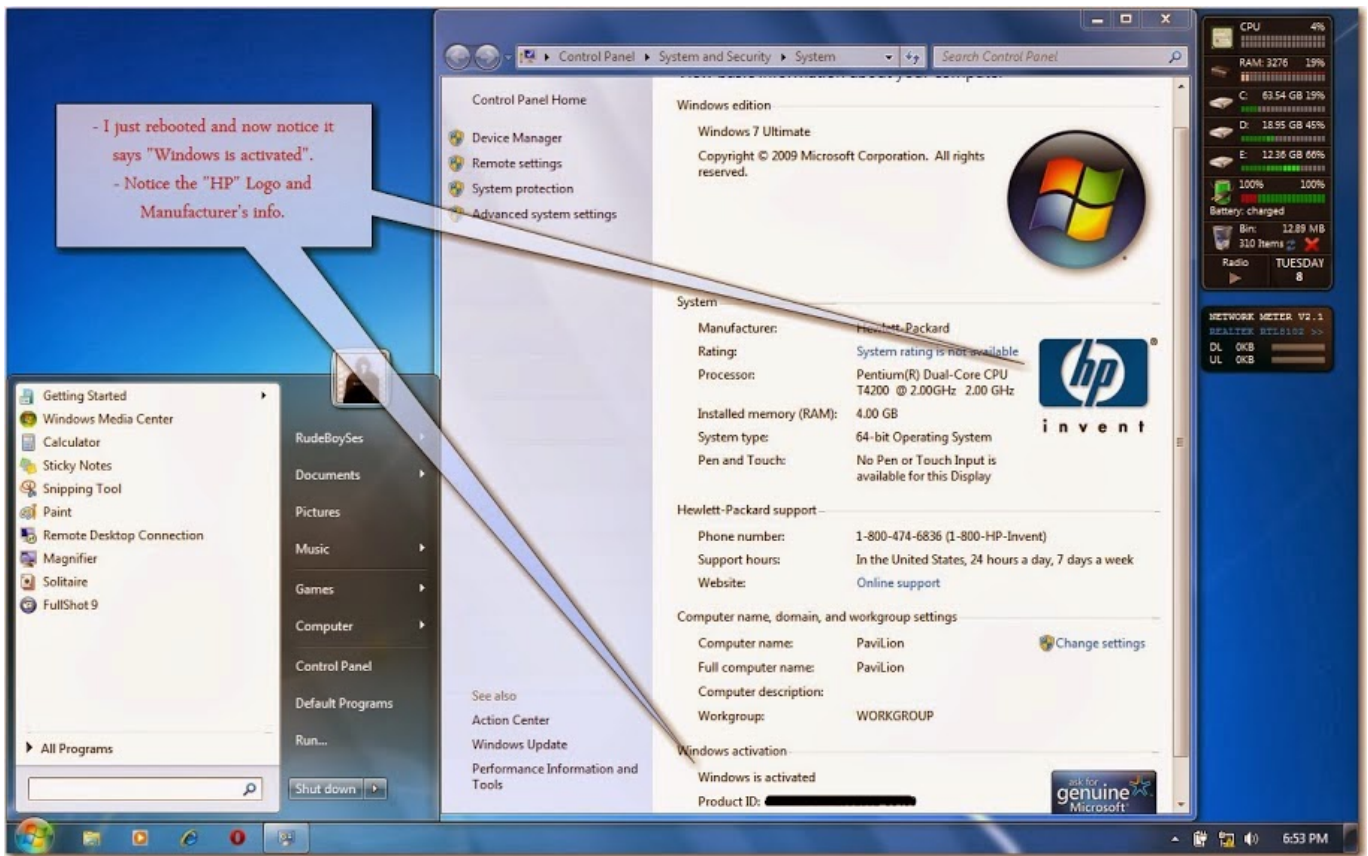 - I just rebooted and now notice it
says "Windows is activated".
- Notice the "HP" Logo and
Manufacturer's info.
Control Panel
System and Security
System
Search Control Panel
Control Panel Home
Device Manager
Remote settings
System protection
Advanced system settings
See also
Action Center
Windows Update
Performance Information and
Tools
View basic information about your computer
Windows edition
Windows 7 Ultimate
Copyright © 2009 Microsoft Corporation. All rights
reserved.
System
Manufacturer: Hewlett-Packard
Rating: System rating is not available
Processor: Pentium(R) Dual-Core CPU
T4200 @ 2.00GHz 2.00 GHz
Installed memory (RAM): 4.00 GB
System type: 64-bit Operating System
Pen and Touch: No Pen or Touch Input is
available for this Display
hp
®
invent
Hewlett-Packard support
Phone number: 1-800-474-6836 (1-800-HP-Invent)
Support hours: In the United States, 24 hours a day, 7 days a week
Website: Online support
Computer name, domain, and workgroup settings
Computer name: PaviLion
Change settings
Full computer name: PaviLion
Computer description:
Workgroup: WORKGROUP
Windows activation
Windows is activated
Product ID:
ask for
genuine
Microsoft
Getting Started
Windows Media Center
Calculator
Sticky Notes
Snipping Tool
Paint
Remote Desktop Connection
Magnifier
Solitaire
FullShot 9
All Programs
RudeBoySes
Documents
Pictures
Music
Games
Computer
Control Panel
Default Programs
Run...
Shut down
CPU 4%
RAM: 3276 19%
C: 63.54 GB 19%
D: 18.95 GB 45%
E: 12.36 GB 66%
100% 100%
Battery: charged
Bin: 12.89 MB
310 Items
Radio
TUESDAY
8
NETWORK METER V2.1
REALTEK RTL8102 >>
DL 0KB
UL 0KB
6:53 PM